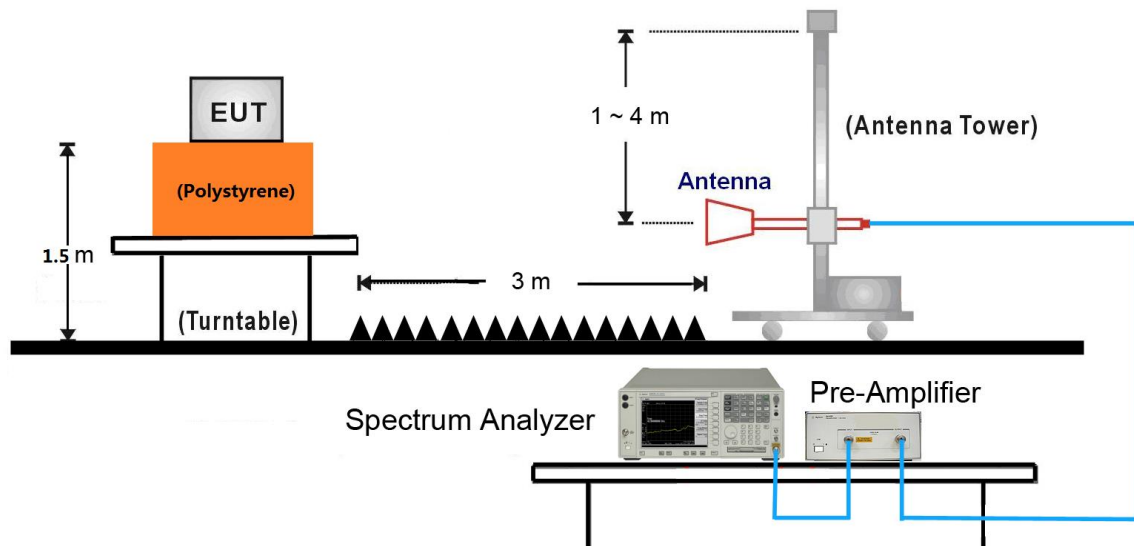 EUT
1 ~ 4 m
(Antenna Tower)
Antenna
(Polystyrene)
1.5 m
3 m
(Turntable)
Spectrum Analyzer
Pre-Amplifier